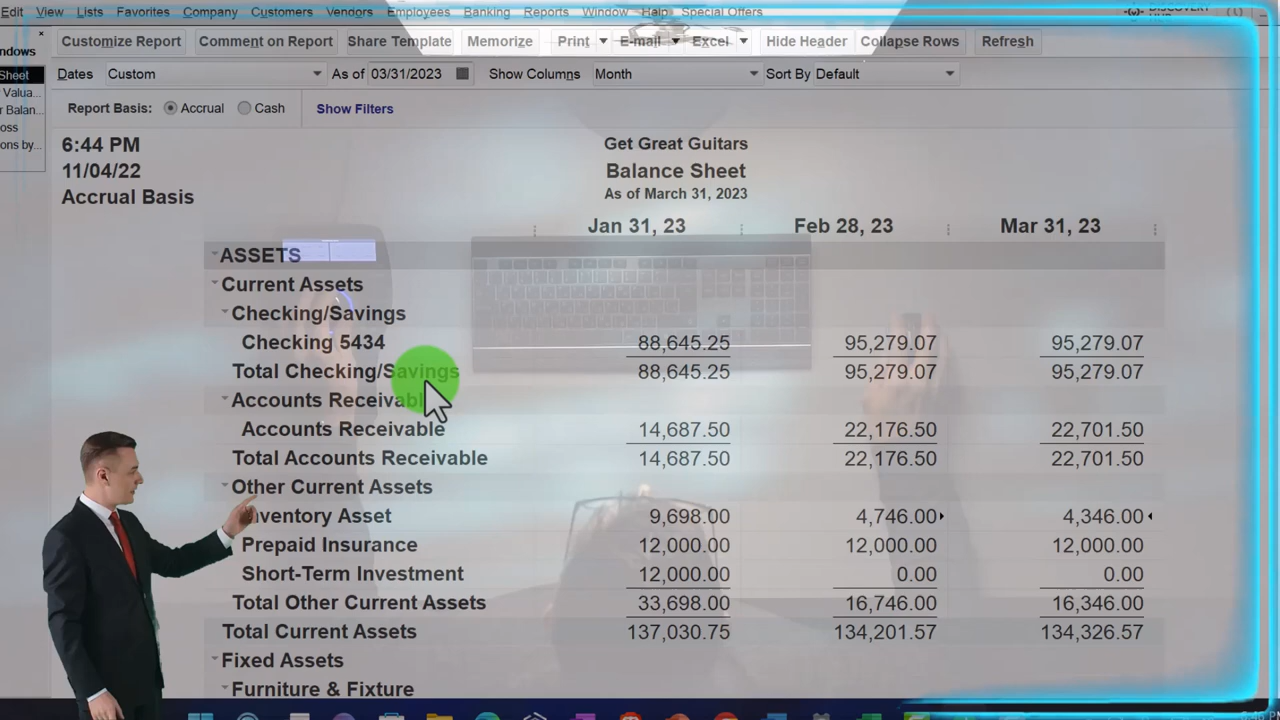 Edit View Lists Favorites Company Customers Vendors Employees Banking Reports Window Help Special Offers
Customize Report Comment on Report Share Template Memorize Print E-mail Excel Hide Header Collapse Rows Refresh
Dates Custom As of 03/31/2023 Show Columns Month Sort By Default
Report Basis: Accrual Cash Show Filters
ndows
Sheet
Valua...
r Balan...
oss
ons by...
6:44 PM
11/04/22
Accrual Basis
Get Great Guitars
Balance Sheet
As of March 31, 2023
Jan 31, 23 Feb 28, 23 Mar 31, 23
ASSETS
Current Assets
Checking/Savings
Checking 5434 88,645.25 95,279.07 95,279.07
Total Checking/Savings 88,645.25 95,279.07 95,279.07
Accounts Receivabl
Accounts Receivable 14,687.50 22,176.50 22,701.50
Total Accounts Receivable 14,687.50 22,176.50 22,701.50
Other Current Assets
nventory Asset 9,698.00 4,746.00 4,346.00
Prepaid Insurance 12,000.00 12,000.00 12,000.00
Short-Term Investment 12,000.00 0.00 0.00
Total Other Current Assets 33,698.00 16,746.00 16,346.00
Total Current Assets 137,030.75 134,201.57 134,326.57
Fixed Assets
Furniture & Fixture